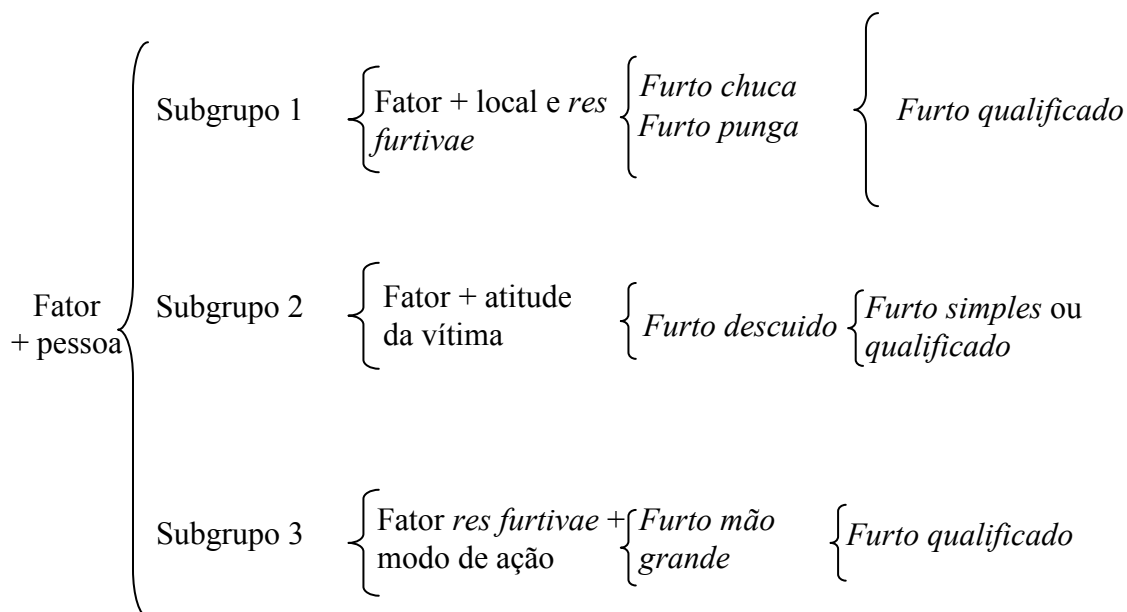 Fator
+ pessoa
Subgrupo 1
Fator + local e res
furtivae
Furto chuca
Furto punga
Furto qualificado
Subgrupo 2
Fator + atitude
da vítima
Furto descuido
Furto simples ou
qualificado
Subgrupo 3
Fator res furtivae +
modo de ação
Furto mão
grande
Furto qualificado